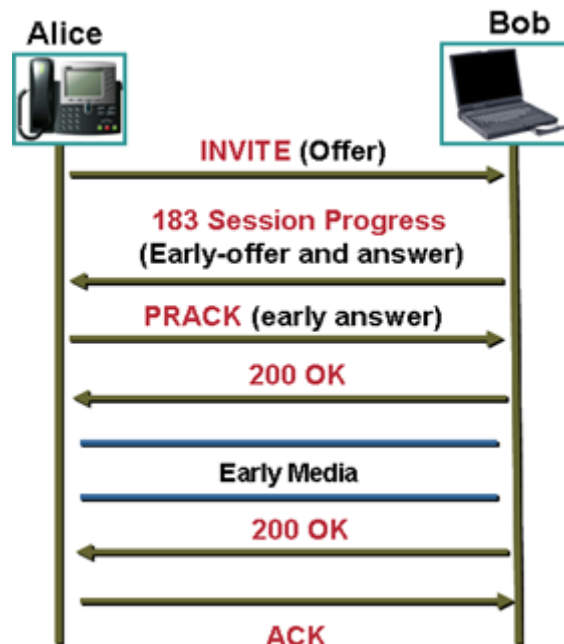 Alice
Bob
INVITE (Offer)
183 Session Progress
(Early-offer and answer)
PRACK (early answer)
200 OK
Early Media
200 OK
ACK